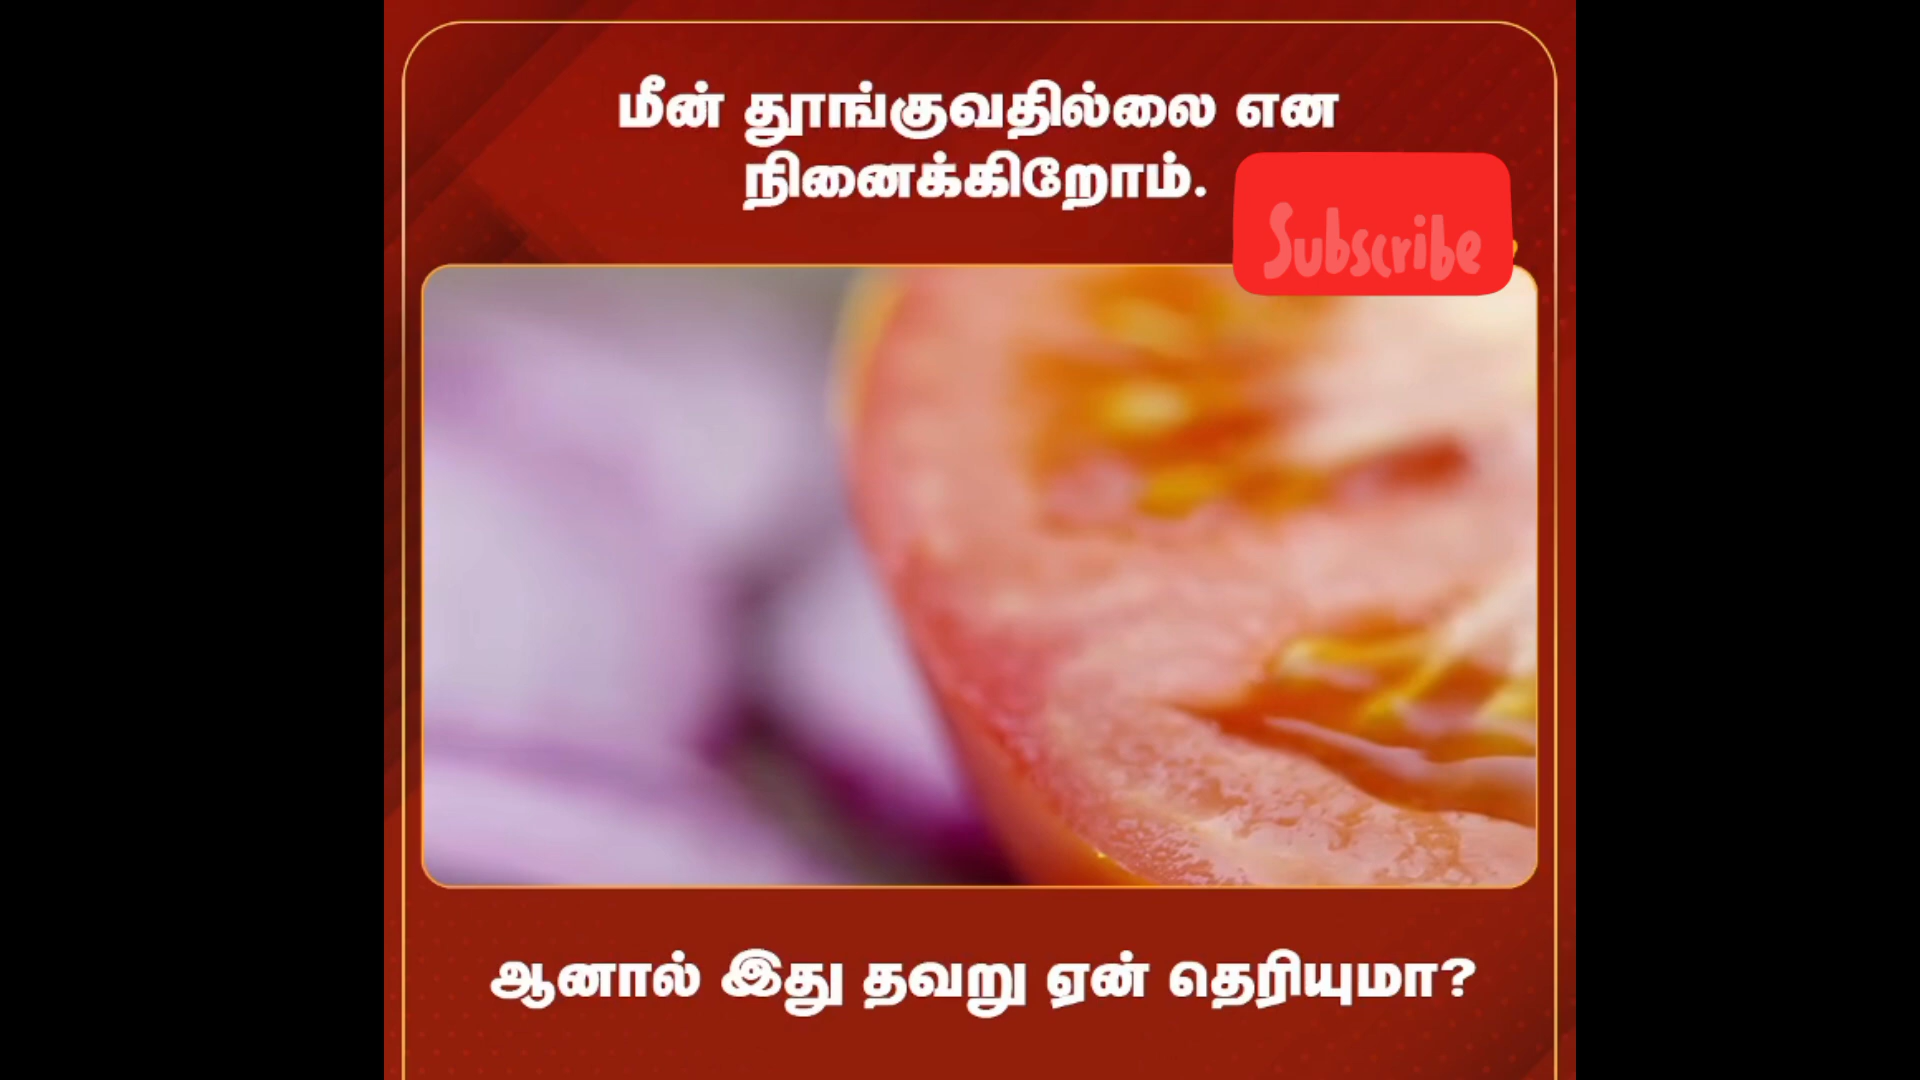 மீன் தூங்குவதில்லை என
நினைக்கிறோம்.
Subscribe
ஆனால் இது தவறு ஏன் தெரியுமா?